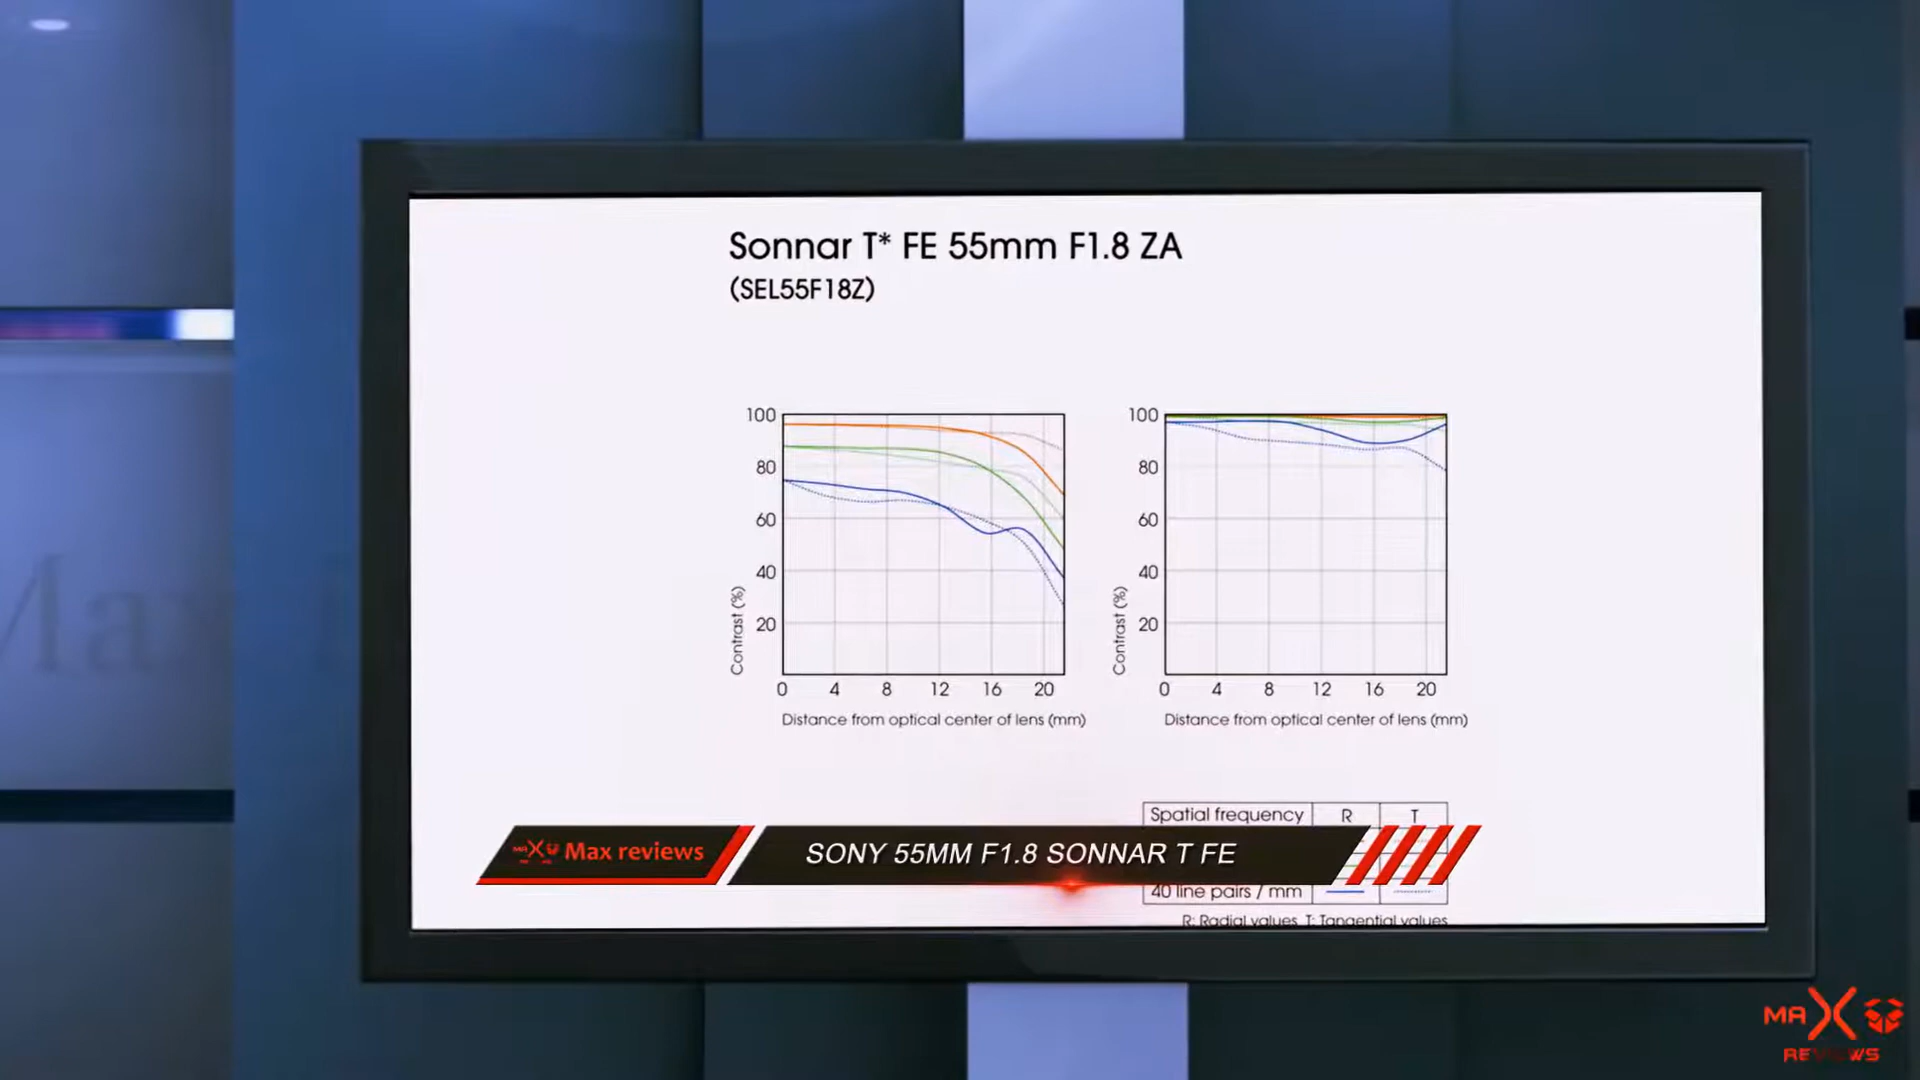 Sonnar T* FE 55mm F1.8 ZA
(SEL55F18Z)
100
80
60
40
20
Contrast (%)
0 4 8 12 16 20
Distance from optical center of lens (mm)
100
80
60
40
20
Contrast (%)
0 4 8 12 16 20
Distance from optical center of lens (mm)
Spatial frequency R T
40 line pairs / mm
R: Radial values T: Tangential values
Max reviews
SONY 55MM F1.8 SONNAR T FE
Max
MAX
REVIEWS